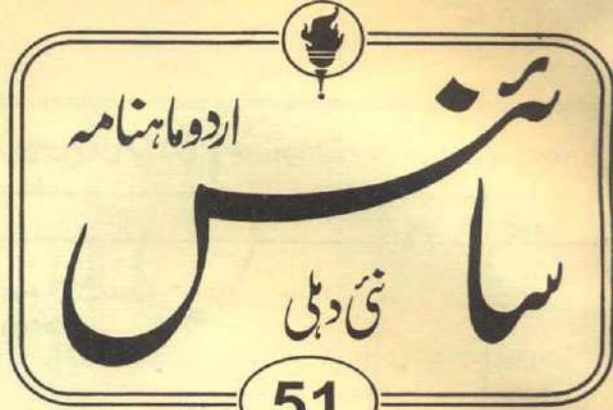 اردو ماہنامہ
سائنس
نئی دہلی
51